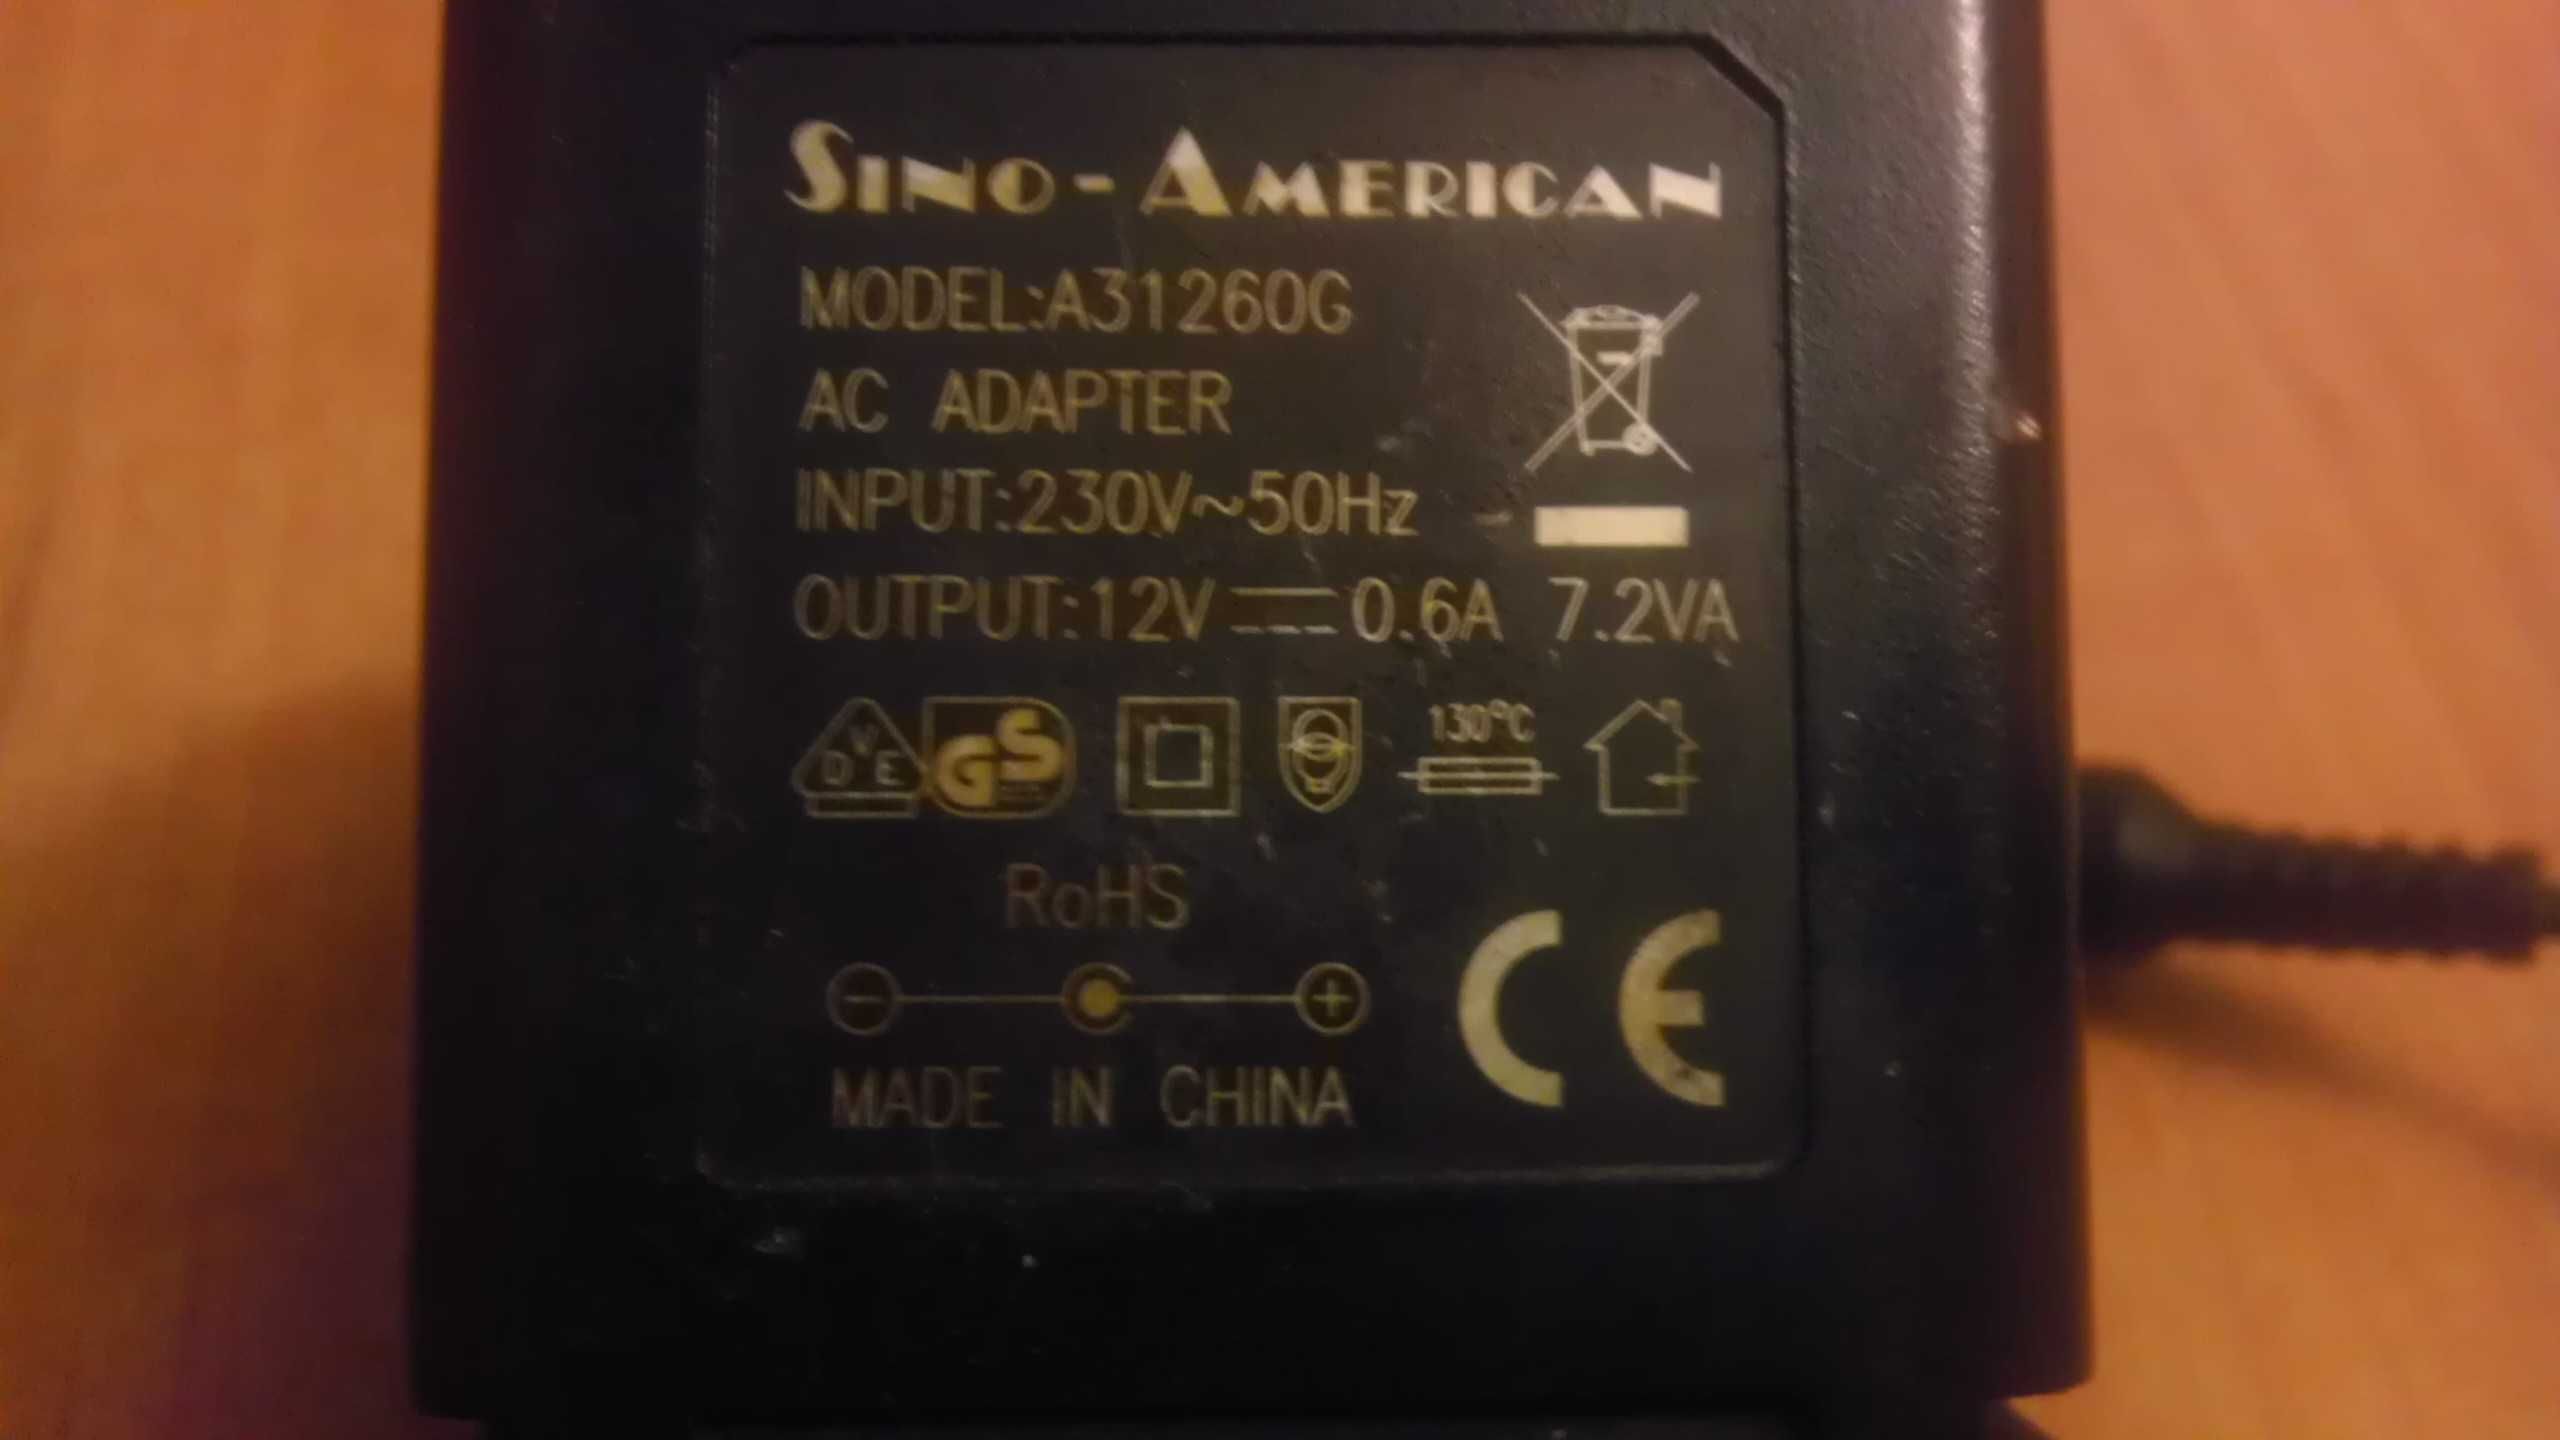 SINO-AMERICAN
MODEL:A31260G
AC ADAPTER
INPUT:230V~50Hz
OUTPUT:12V⎓0.6A 7.2VA
VDE GS 130°C
RoHS
CE
MADE IN CHINA